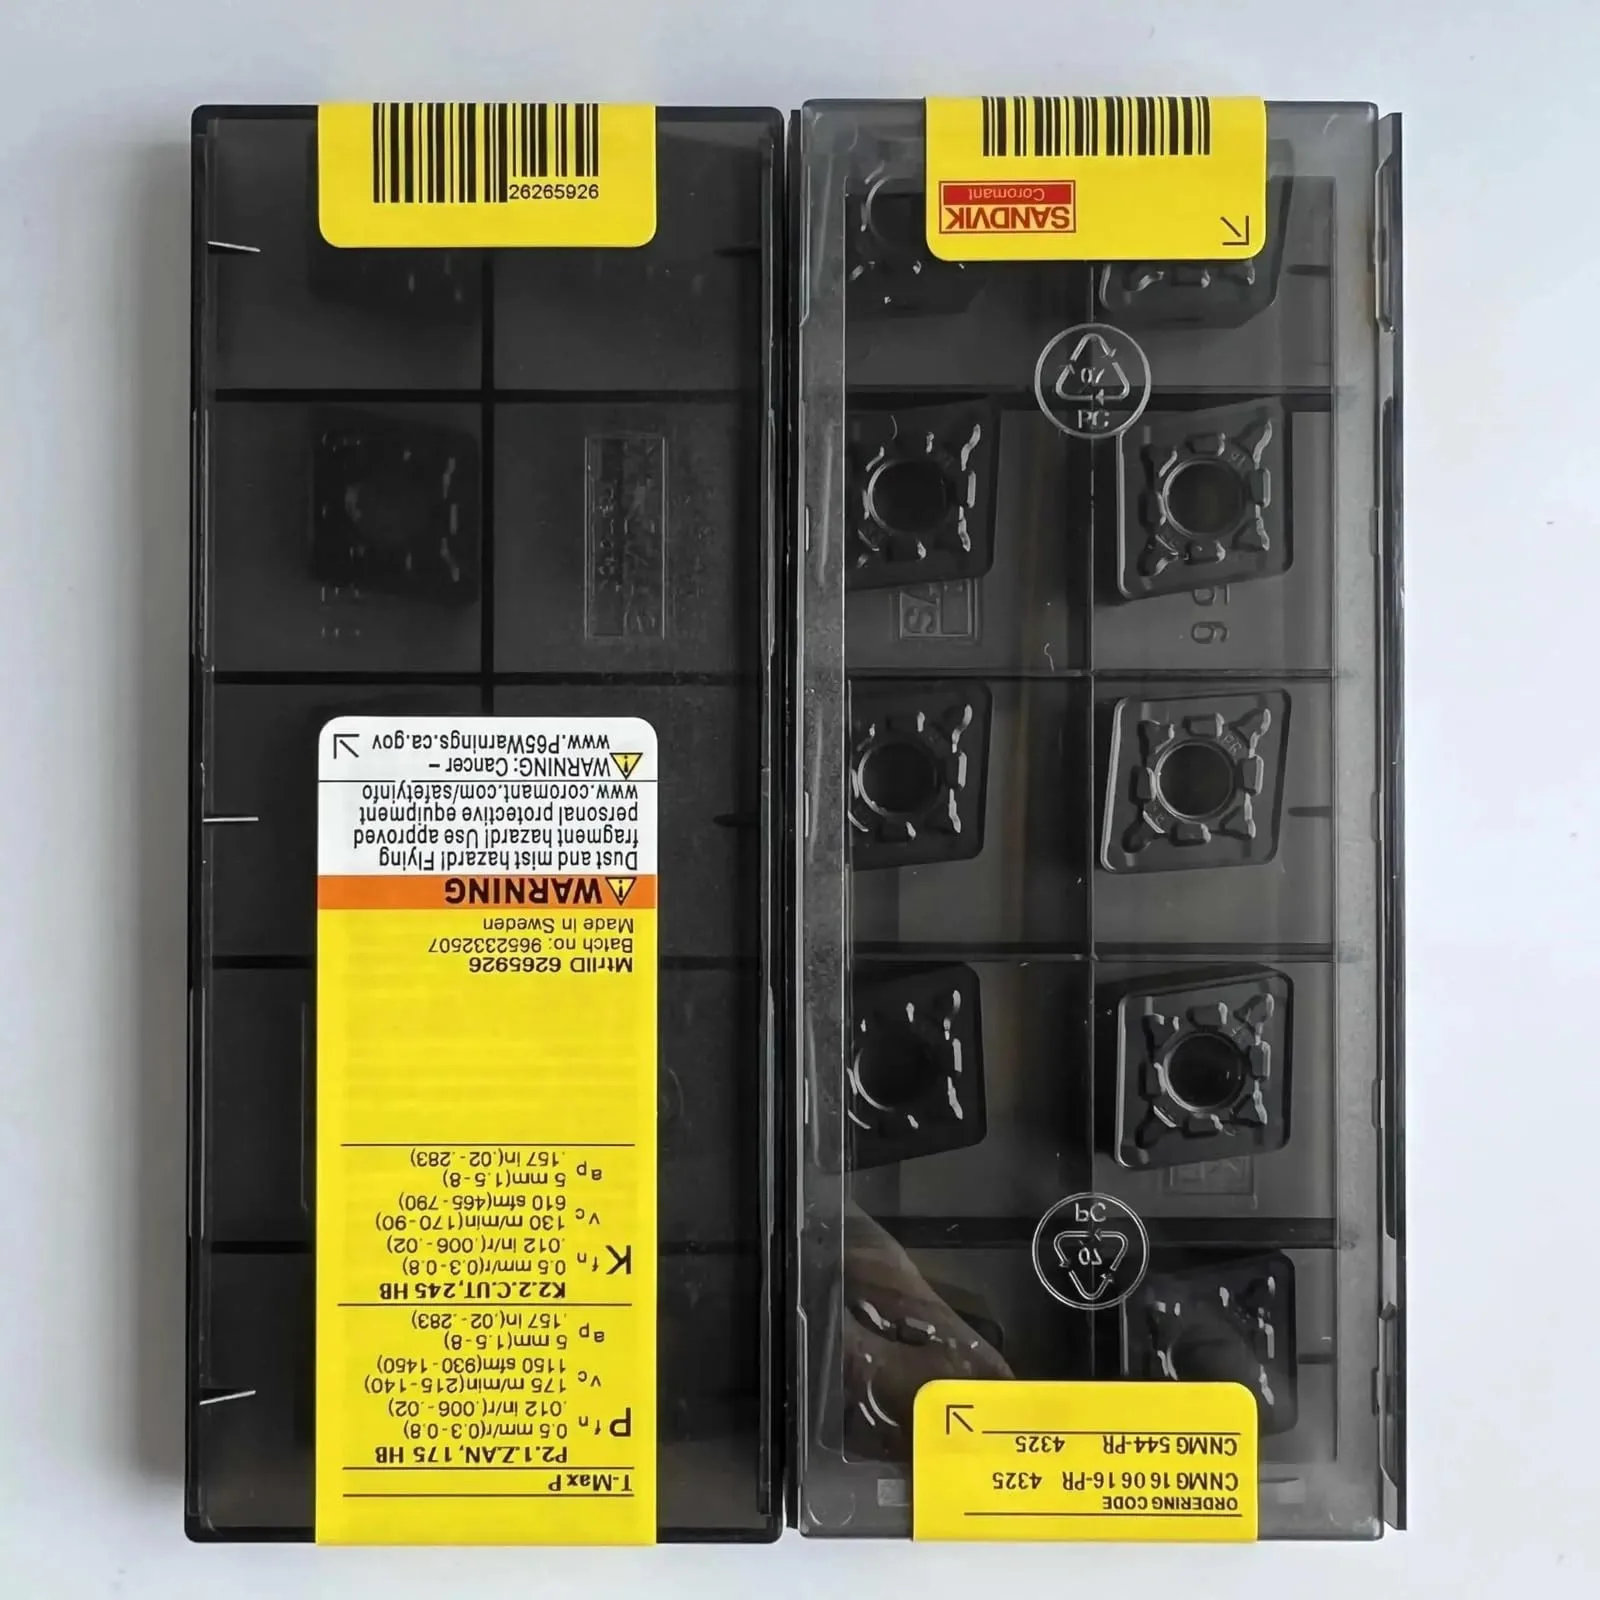 26265926
SANDVIK
Coromant
07
PC
T-Max P
P2.1.Z.AN, 175 HB
P fn 0.5 mm/r(0.3-0.8)
.012 in/r(.006-.02)
vc 175 m/min(215-140)
1150 sfm(930-1450)
ap 5 mm(1.5-8)
.157 in(.02-.283)
K2.2.C.UT,245 HB
K fn 0.5 mm/r(0.3-0.8)
.012 in/r(.006-.02)
vc 130 m/min(170-90)
610 sfm(465-790)
ap 5 mm(1.5-8)
.157 in(.02-.283)
MtrlID 6265926
Batch no: 965232507
Made In Sweden
WARNING
Dust and mist hazard! Flying
fragment hazard! Use approved
personal protective equipment
www.coromant.com/safetyinfo
WARNING: Cancer -
www.P65Warnings.ca.gov
ORDERING CODE
CNMG 16 06 16-PR 4325
CNMG 544-PR 4325
07
PC
PR
56